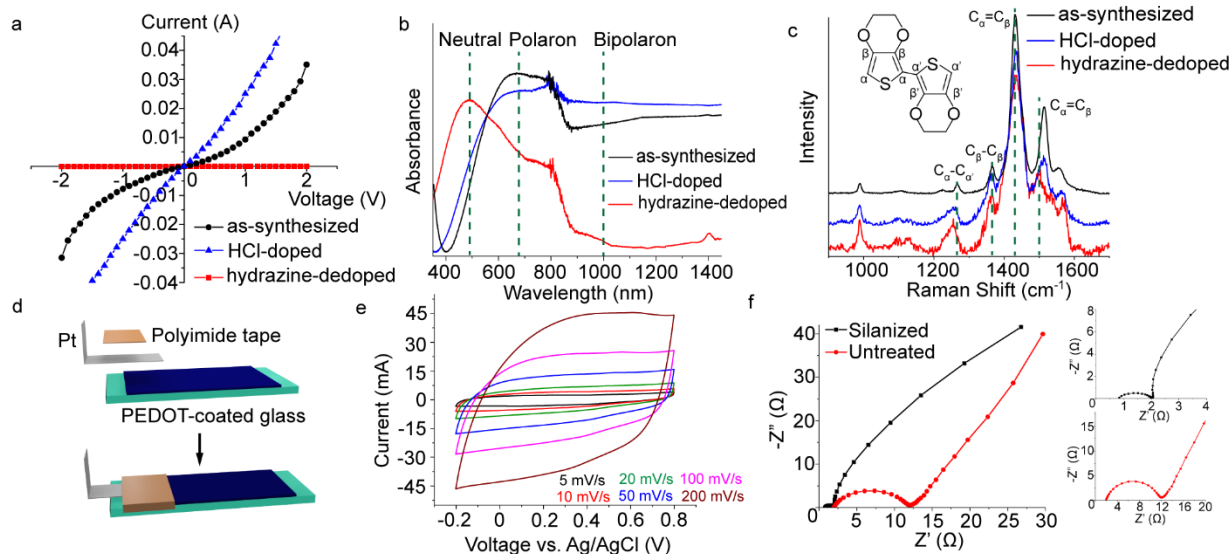 a
Current (A)
0.04
0.03
0.02
0.01
-2
-1
0
1
2
Voltage (V)
-0.01
-0.02
-0.03
-0.04
as-synthesized
HCl-doped
hydrazine-dedoped
b
Neutral
Polaron
Bipolaron
Absorbance
as-synthesized
HCl-doped
hydrazine-dedoped
400
600
800
1000
1200
1400
Wavelength (nm)
c
Cα=Cβ
as-synthesized
HCl-doped
hydrazine-dedoped
O
O
β
β
α
α
S
S
α'
α'
β'
β'
O
O
Cα=Cβ
Cβ-Cβ
Cα-Cα'
Intensity
1000
1200
1400
1600
Raman Shift (cm-1)
d
Pt
Polyimide tape
PEDOT-coated glass
e
Current (mA)
45
30
15
0
-15
-30
-45
5 mV/s
20 mV/s
100 mV/s
10 mV/s
50 mV/s
200 mV/s
-0.2
0
0.2
0.4
0.6
0.8
Voltage vs. Ag/AgCl (V)
f
Silanized
Untreated
-Z" (Ω)
-40
-30
-20
-10
0
0
5
10
15
20
25
30
Z' (Ω)
-Z" (Ω)
8
6
4
2
0
0
1
2
3
4
Z' (Ω)
-Z" (Ω)
15
10
5
0
4
8
12
16
20
Z' (Ω)